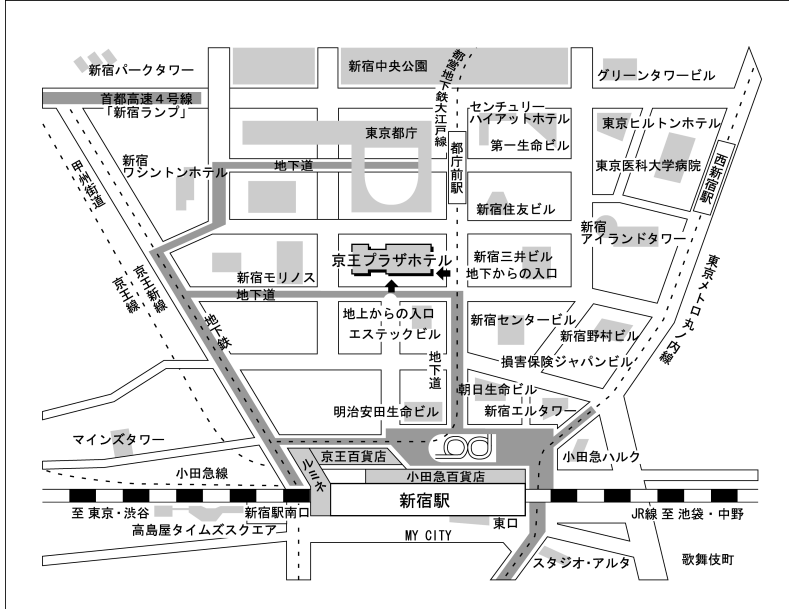 新宿パークタワー
新宿中央公園
都営地下鉄大江戸線
グリーンタワービル
首都高速4号線
「新宿ランプ」
センチュリー
ハイアットホテル
東京都庁
第一生命ビル
東京ヒルトンホテル
新宿
ワシントンホテル
地下道
都庁前駅
東京医科大学病院
西新宿駅
甲州街道
新宿住友ビル
新宿
アイランドタワー
京王プラザホテル
新宿三井ビル
地下からの入口
京王新線
京王線
新宿モリノス
地下道
東京メトロ丸ノ内線
地上からの入口
エステックビル
新宿センタービル
新宿野村ビル
地下鉄
地下道
損害保険ジャパンビル
朝日生命ビル
明治安田生命ビル
新宿エルタワー
マインズタワー
京王百貨店
小田急ハルク
小田急線
ルミネ
小田急百貨店
新宿駅
至 東京・渋谷
新宿駅南口
東口
JR線 至 池袋・中野
高島屋タイムズスクエア
MY CITY
スタジオ・アルタ
歌舞伎町